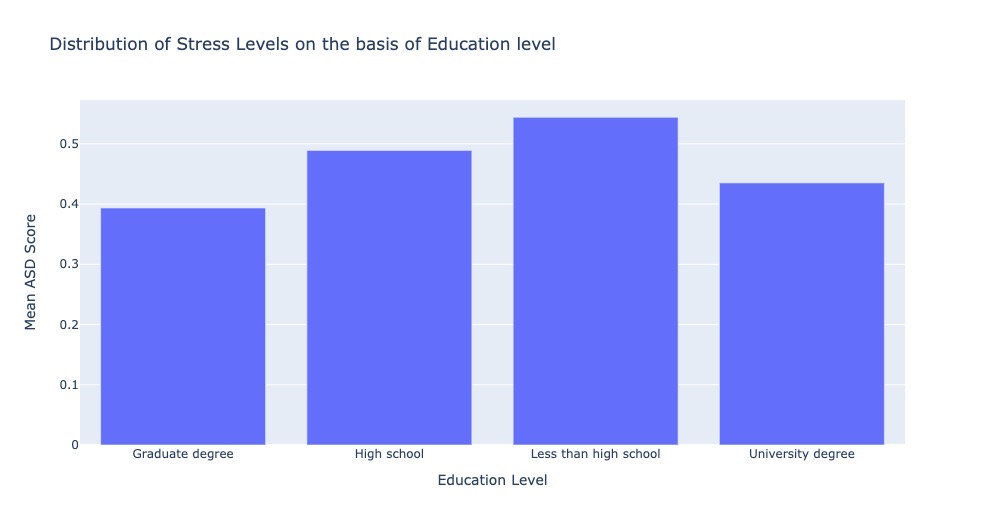 Distribution of Stress Levels on the basis of Education level
Mean ASD Score
0.5
0.4
0.3
0.2
0.1
0
Graduate degree
High school
Less than high school
University degree
Education Level